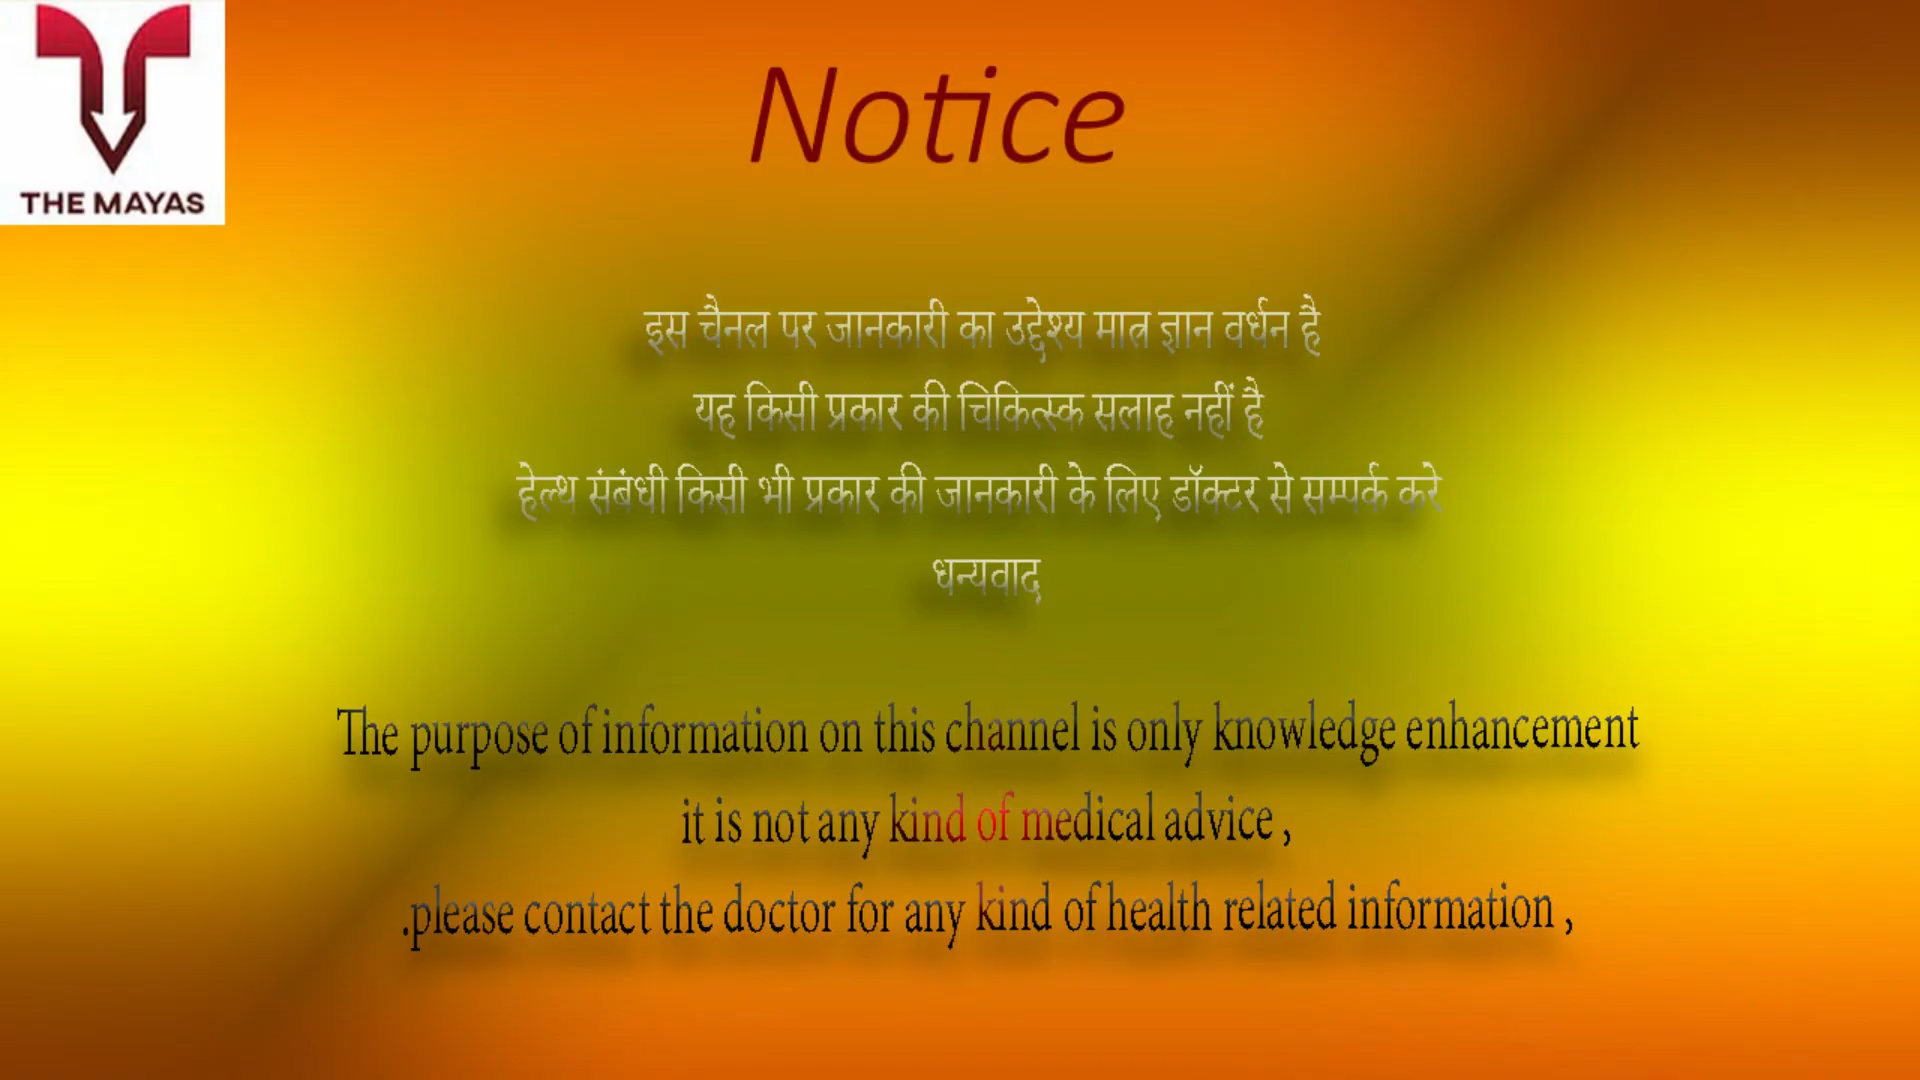 THE MAYAS
Notice
इस चैनल पर जानकारी का उद्देश्य मात्र ज्ञान वर्धन है
यह किसी प्रकार की चिकित्स्क सलाह नहीं है
हेल्थ संबंधी किसी भी प्रकार की जानकारी के लिए डॉक्टर से सम्पर्क करे
धन्यवाद
The purpose of information on this channel is only knowledge enhancement
it is not any kind of medical advice ,
.please contact the doctor for any kind of health related information ,